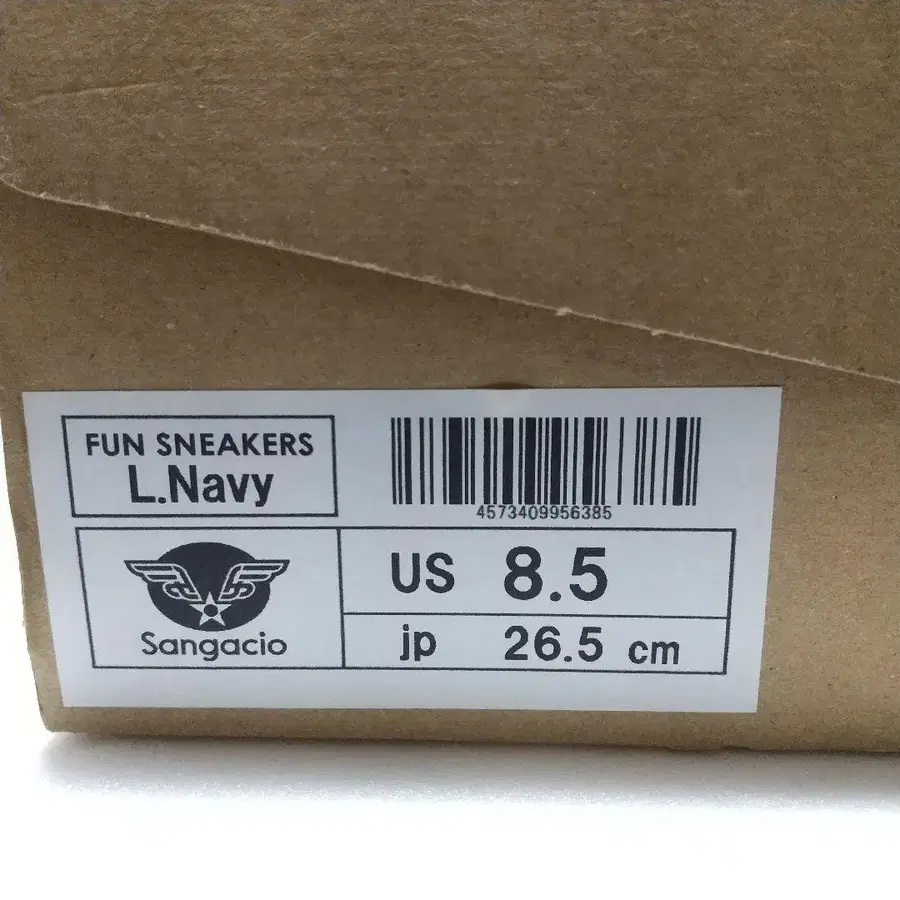 FUN SNEAKERS
L.Navy
4573409956385
Sangacio
US 8.5
jp 26.5 cm